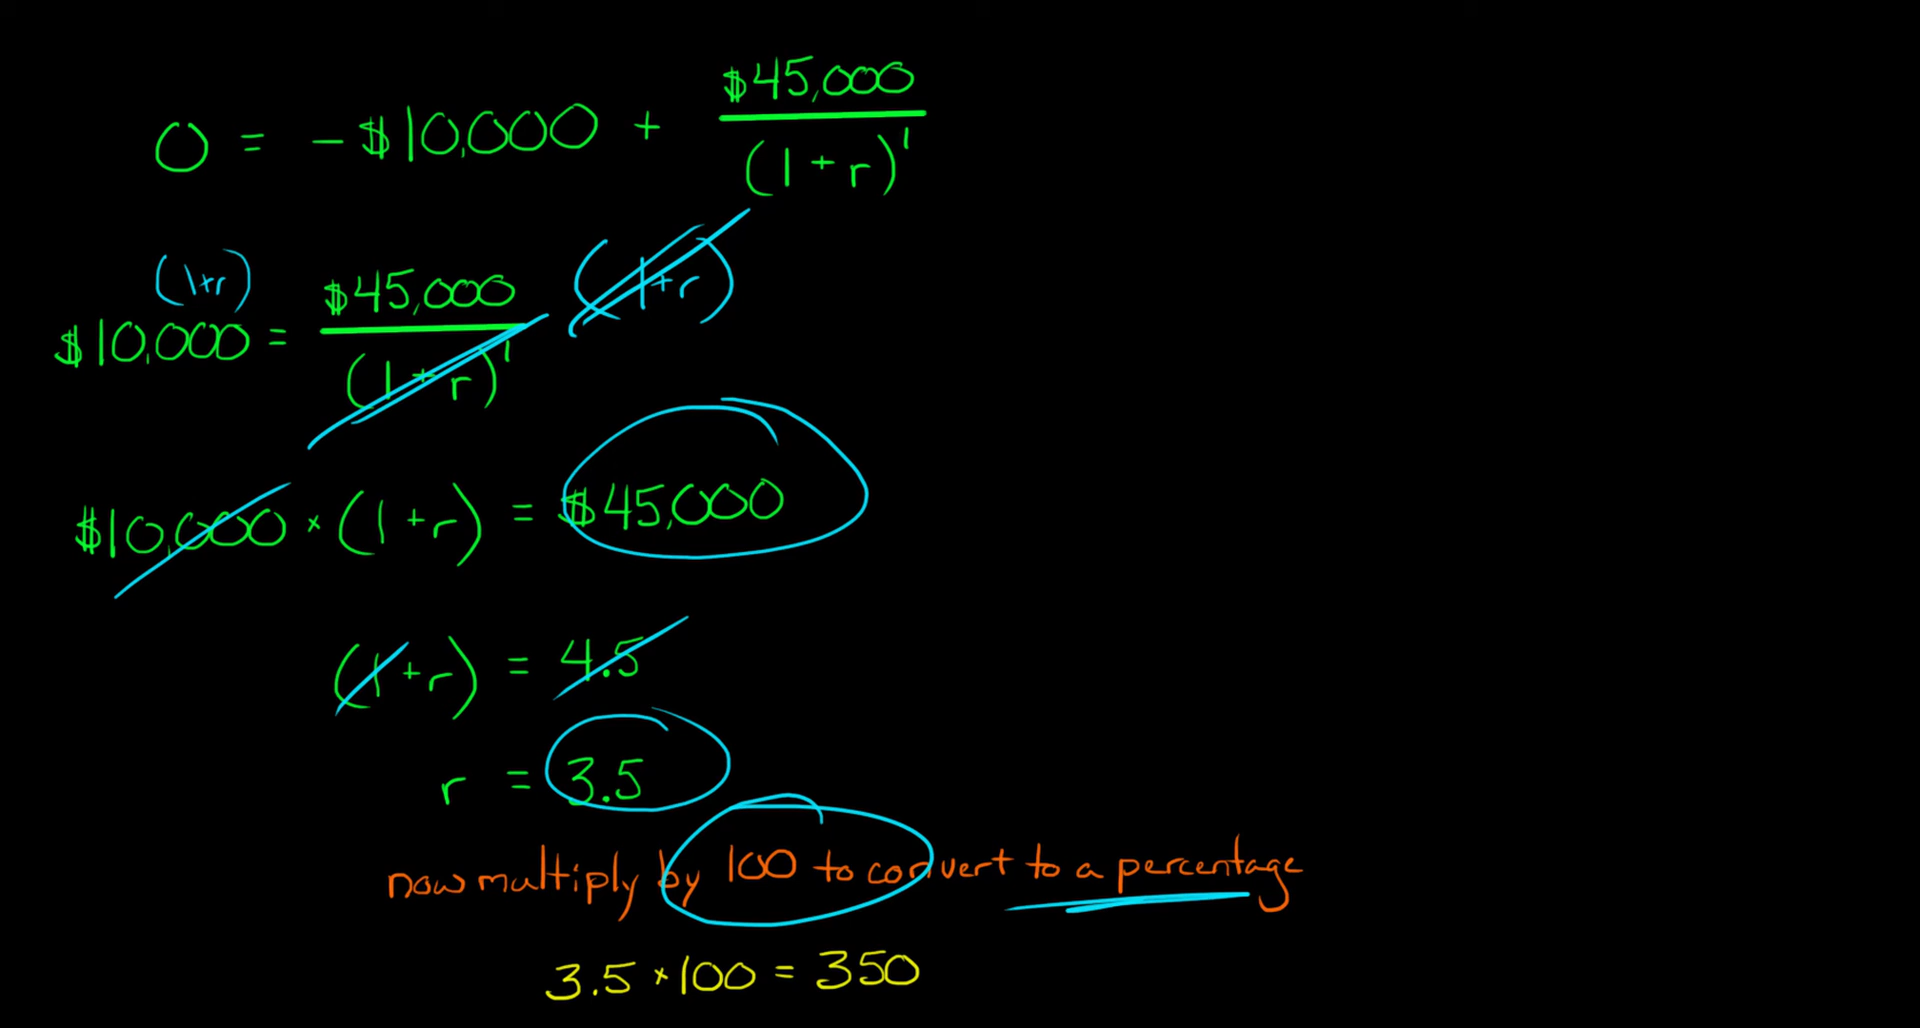 0 = -$10,000 + $45,000 / (1 + r)^1
(1+r) $10,000 = $45,000 / (1 + r)^1 (1+r)
$10,000 × (1 + r) = $45,000
(1 + r) = 4.5
r = 3.5
now multiply by 100 to convert to a percentage
3.5 × 100 = 350